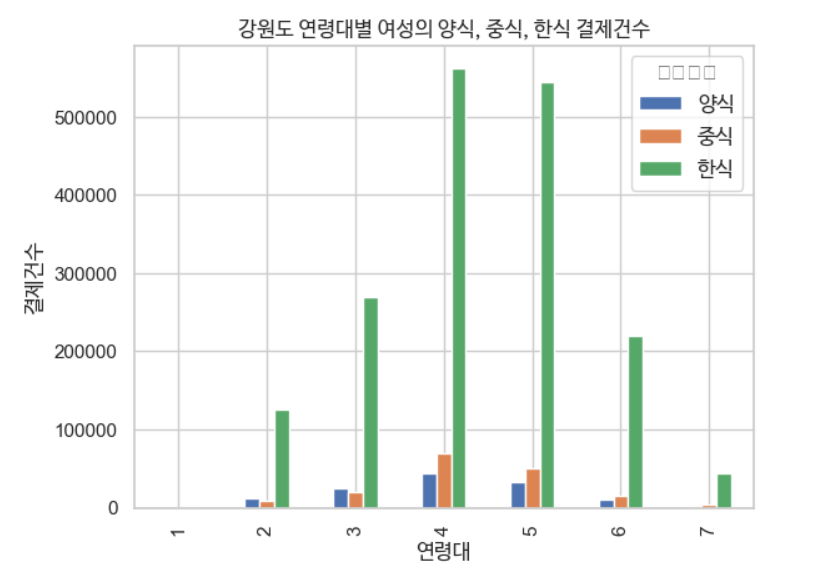 강원도 연령대별 여성의 양식, 중식, 한식 결제건수
양식
중식
한식
결제건수
500000
400000
300000
200000
100000
0
1 2 3 4 5 6 7
연령대